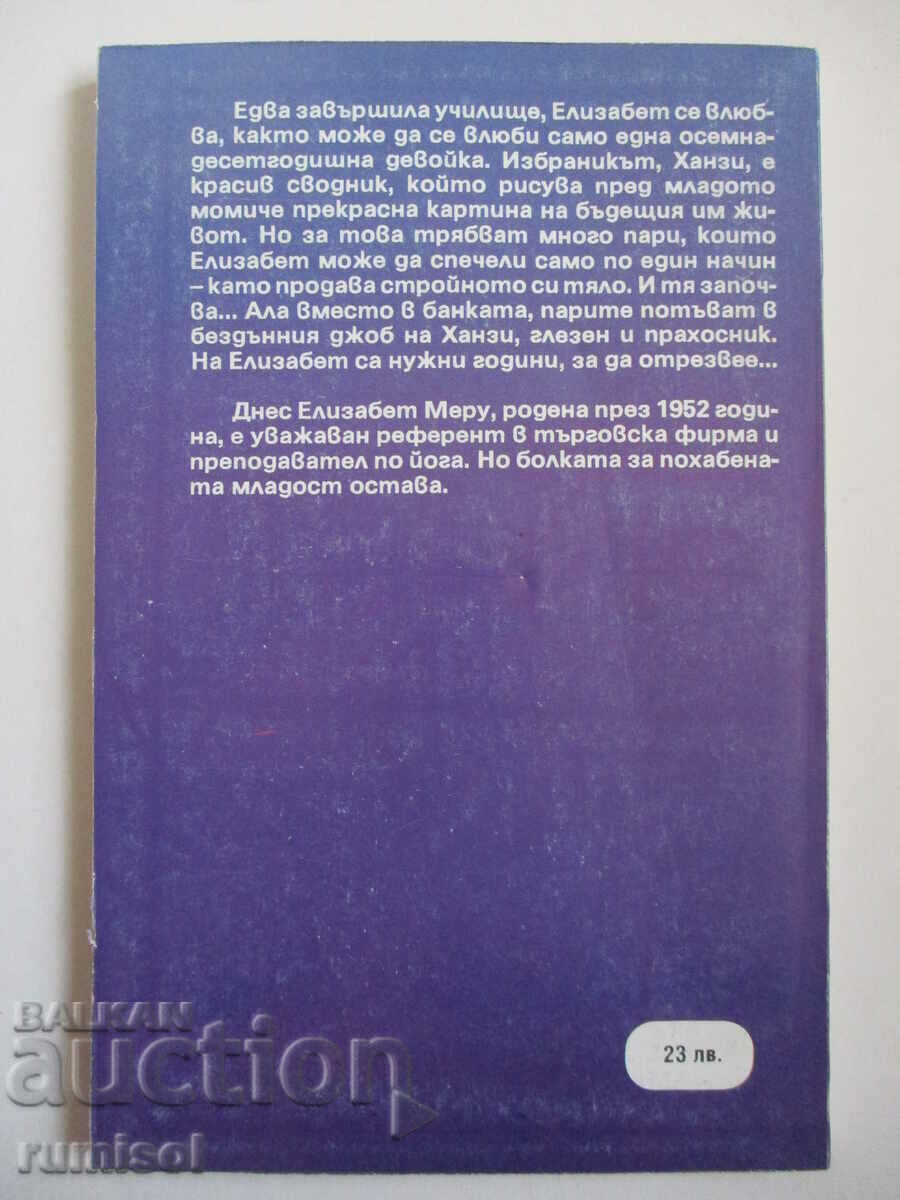 Едва завършила училище, Елизабет се влюб-
ва, както може да се влюби само една осемна-
десетгодишна девойка. Избраникът, Ханзи, е
красив сводник, който рисува пред младото
момиче прекрасна картина на бъдещия им жи-
вот. Но за това трябват много пари, които
Елизабет може да спечели само по един начин
– като продава стройното си тяло. И тя започ-
ва... Ала вместо в банката, парите потъват в
бездънния джоб на Ханзи, глезен и прахосник.
На Елизабет са нужни години, за да отрезвее...
Днес Елизабет Меру, родена през 1952 годи-
на, е уважаван референт в търговска фирма и
преподавател по йога. Но болката за похабена-
та младост остава.
23 лв.
BALKAN
auction
rumisol